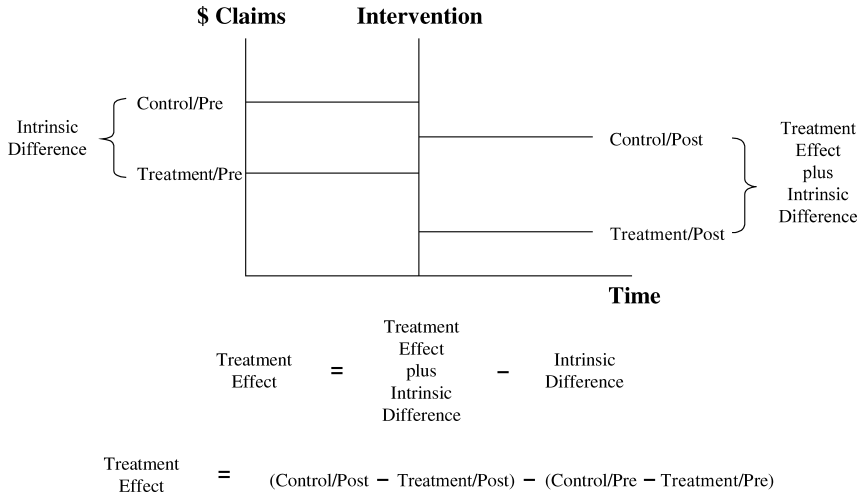 $ Claims
Intervention
Control/Pre
Intrinsic
Difference
Treatment/Pre
Control/Post
Treatment
Effect
plus
Intrinsic
Difference
Treatment/Post
Time
Treatment
Effect
=
Treatment
Effect
plus
Intrinsic
Difference
–
Intrinsic
Difference
Treatment
Effect
=
(Control/Post – Treatment/Post) – (Control/Pre – Treatment/Pre)